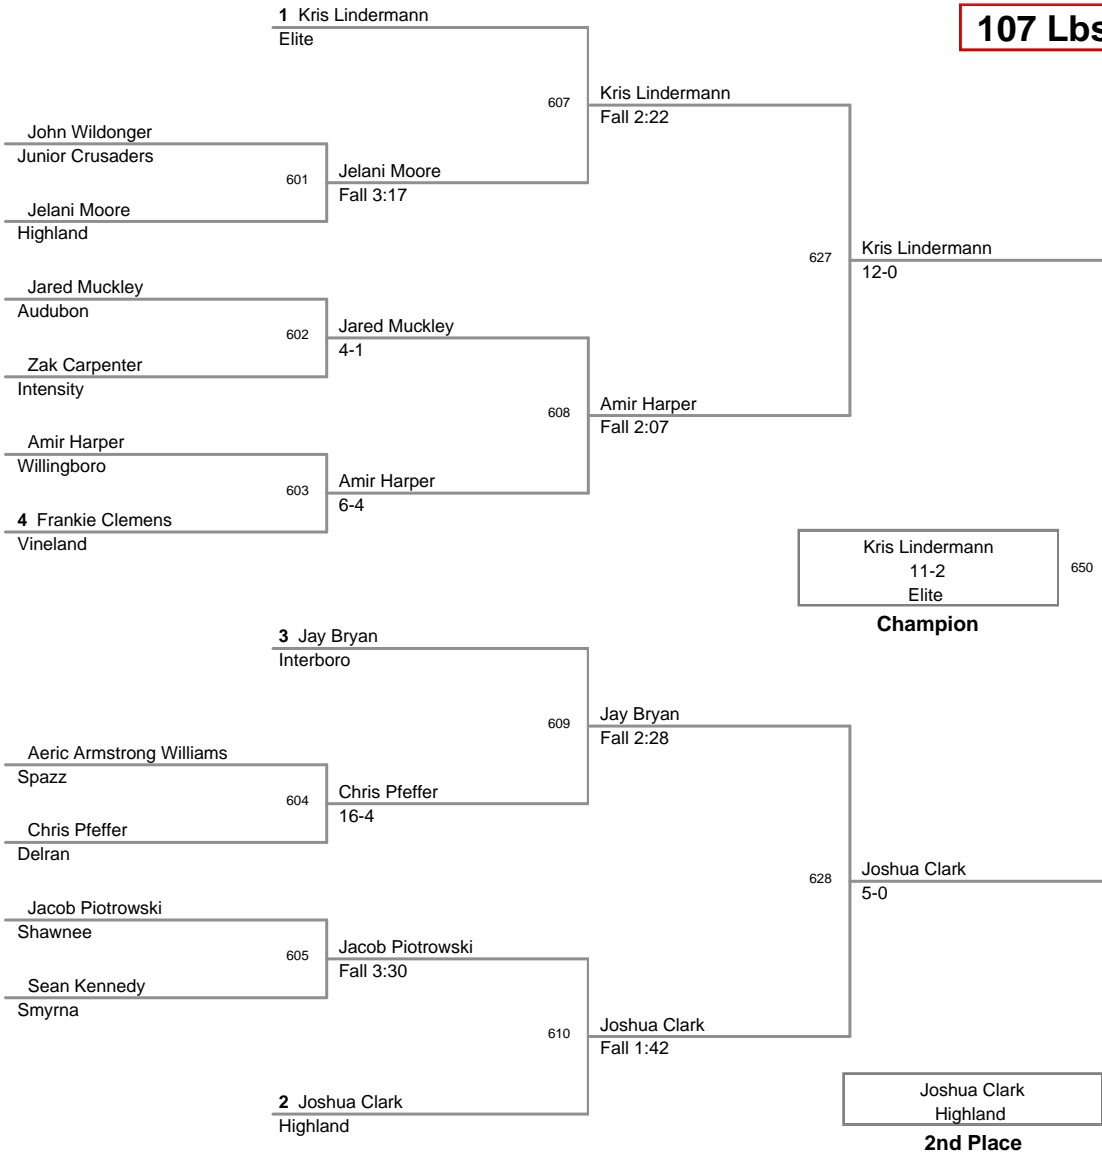 1 Kris Lindermann
Elite
107 Lbs
607
Kris Lindermann
Fall 2:22
John Wildonger
Junior Crusaders
601
Jelani Moore
Fall 3:17
Jelani Moore
Highland
627
Kris Lindermann
12-0
Jared Muckley
Audubon
602
Jared Muckley
4-1
Zak Carpenter
Intensity
608
Amir Harper
Fall 2:07
Amir Harper
Willingboro
603
Amir Harper
6-4
4 Frankie Clemens
Vineland
Kris Lindermann
11-2
Elite
650
Champion
3 Jay Bryan
Interboro
609
Jay Bryan
Fall 2:28
Aeric Armstrong Williams
Spazz
604
Chris Pfeffer
16-4
Chris Pfeffer
Delran
628
Joshua Clark
5-0
Jacob Piotrowski
Shawnee
605
Jacob Piotrowski
Fall 3:30
Sean Kennedy
Smyrna
610
Joshua Clark
Fall 1:42
2 Joshua Clark
Highland
Joshua Clark
Highland
2nd Place